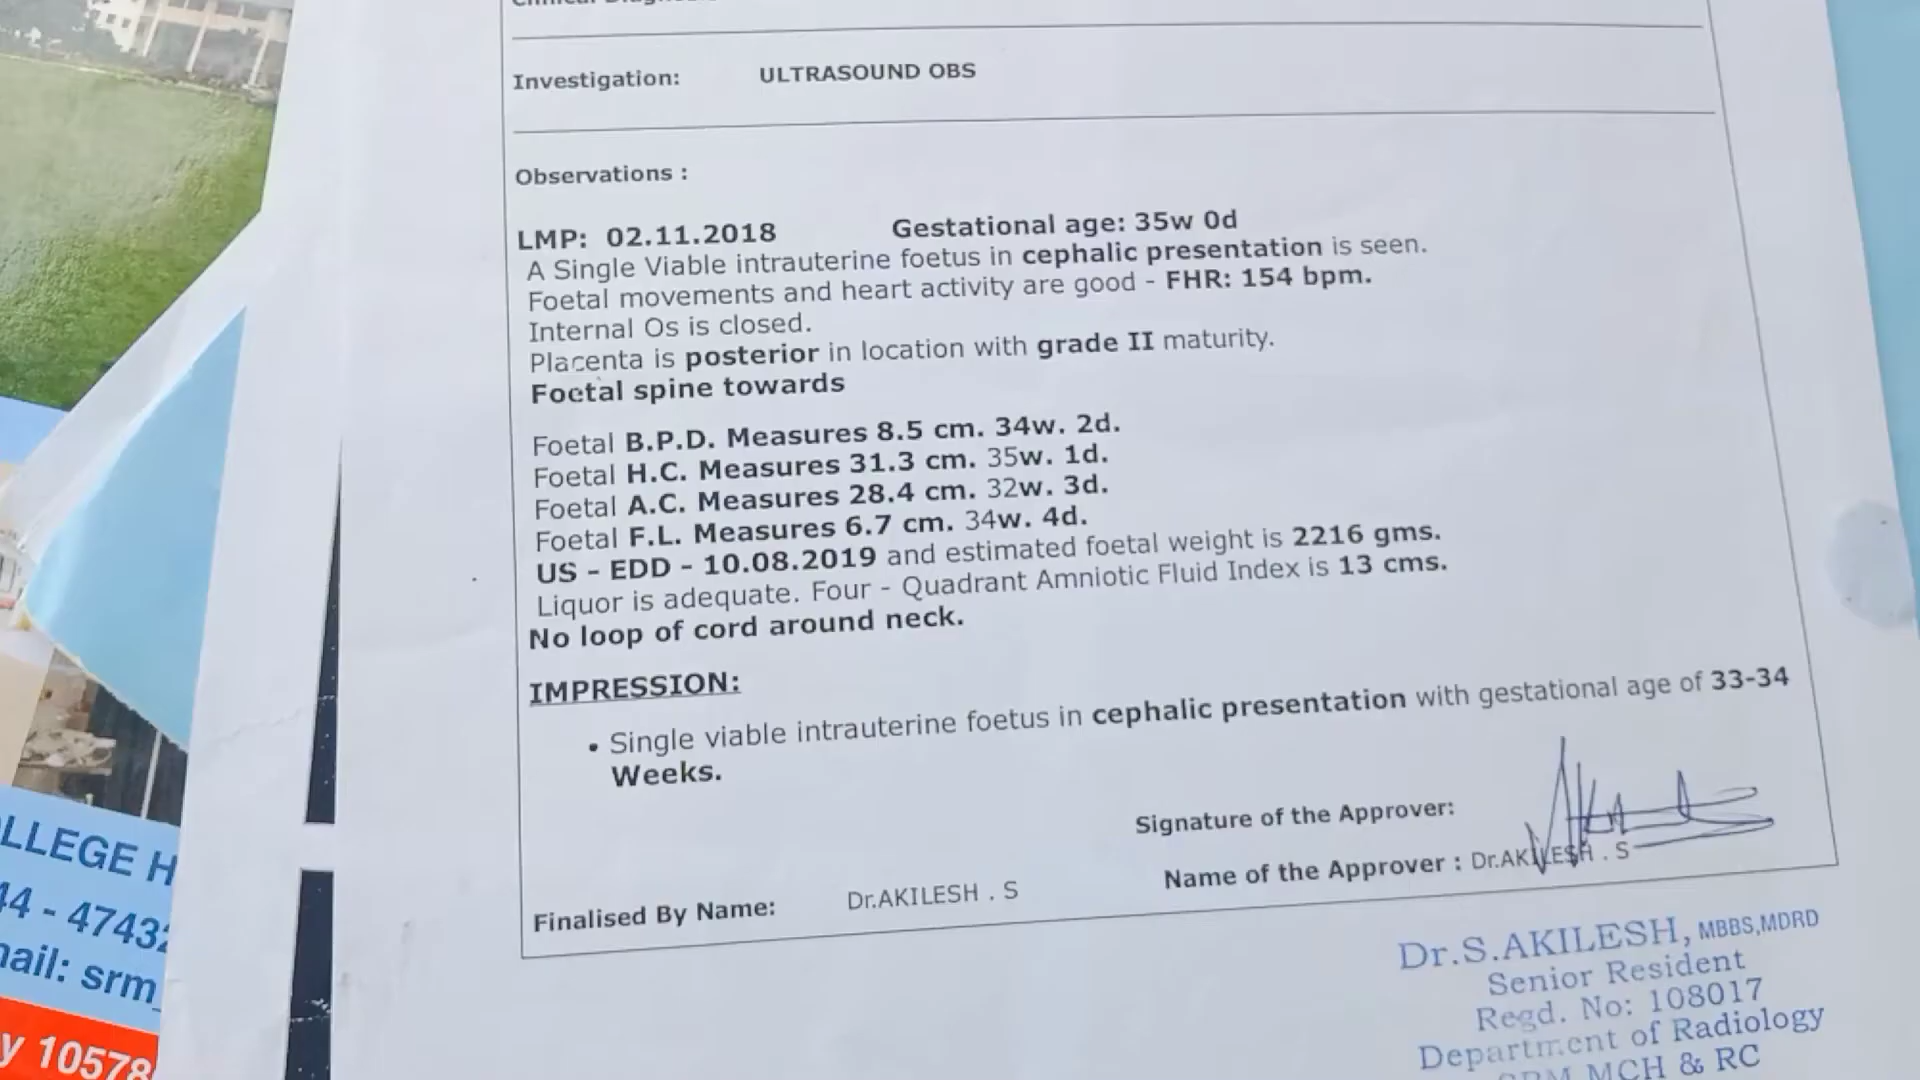 Investigation: ULTRASOUND OBS
Observations :
LMP: 02.11.2018 Gestational age: 35w 0d
A Single Viable intrauterine foetus in cephalic presentation is seen.
Foetal movements and heart activity are good - FHR: 154 bpm.
Internal Os is closed.
Placenta is posterior in location with grade II maturity.
Foetal spine towards
Foetal B.P.D. Measures 8.5 cm. 34w. 2d.
Foetal H.C. Measures 31.3 cm. 35w. 1d.
Foetal A.C. Measures 28.4 cm. 32w. 3d.
Foetal F.L. Measures 6.7 cm. 34w. 4d.
US - EDD - 10.08.2019 and estimated foetal weight is 2216 gms.
Liquor is adequate. Four - Quadrant Amniotic Fluid Index is 13 cms.
No loop of cord around neck.
IMPRESSION:
• Single viable intrauterine foetus in cephalic presentation with gestational age of 33-34
Weeks.
Signature of the Approver:
Name of the Approver : Dr.AKILESH . S
Finalised By Name: Dr.AKILESH . S
Dr.S.AKILESH, MBBS,MDRD
Senior Resident
Regd. No: 108017
Department of Radiology
MCH & RC
LLEGE H
44 - 4743
ail: srm_
y 10578